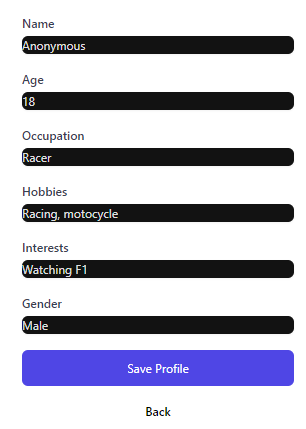 Name
Anonymous
Age
18
Occupation
Racer
Hobbies
Racing, motocycle
Interests
Watching F1
Gender
Male
Save Profile
Back